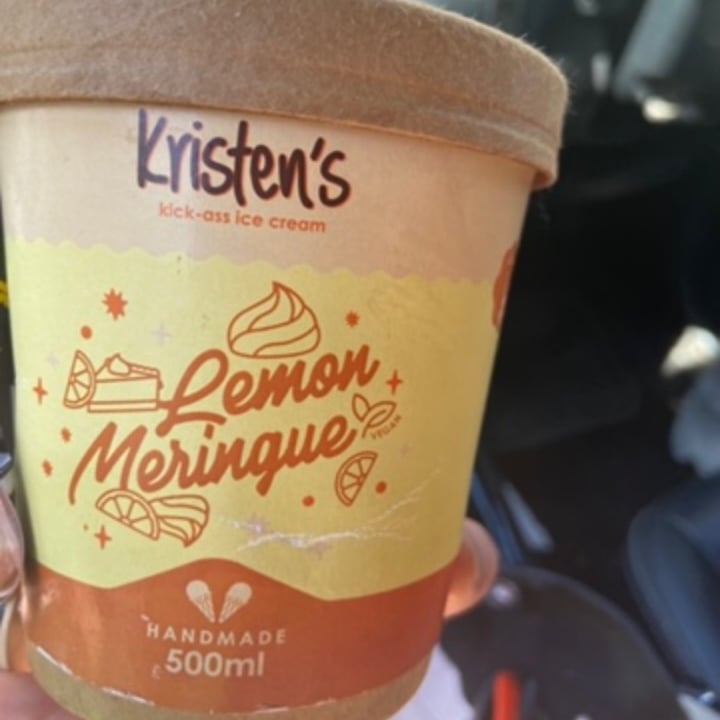 Kristen's
kick-ass ice cream
Lemon
Meringue
VEGAN
HANDMADE
500ml